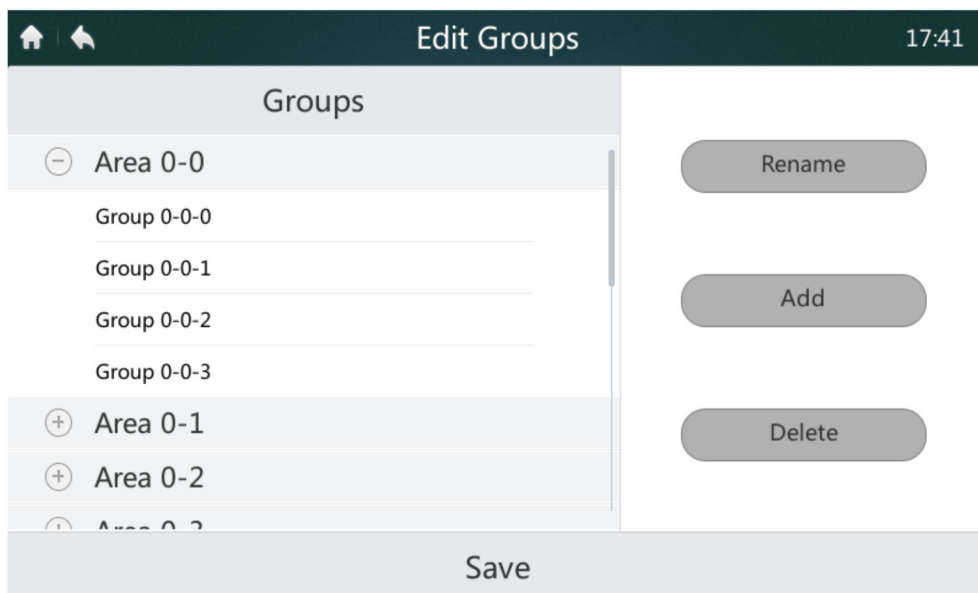 Edit Groups
17:41
Groups
Area 0-0
Group 0-0-0
Group 0-0-1
Group 0-0-2
Group 0-0-3
Area 0-1
Area 0-2
Rename
Add
Delete
Save